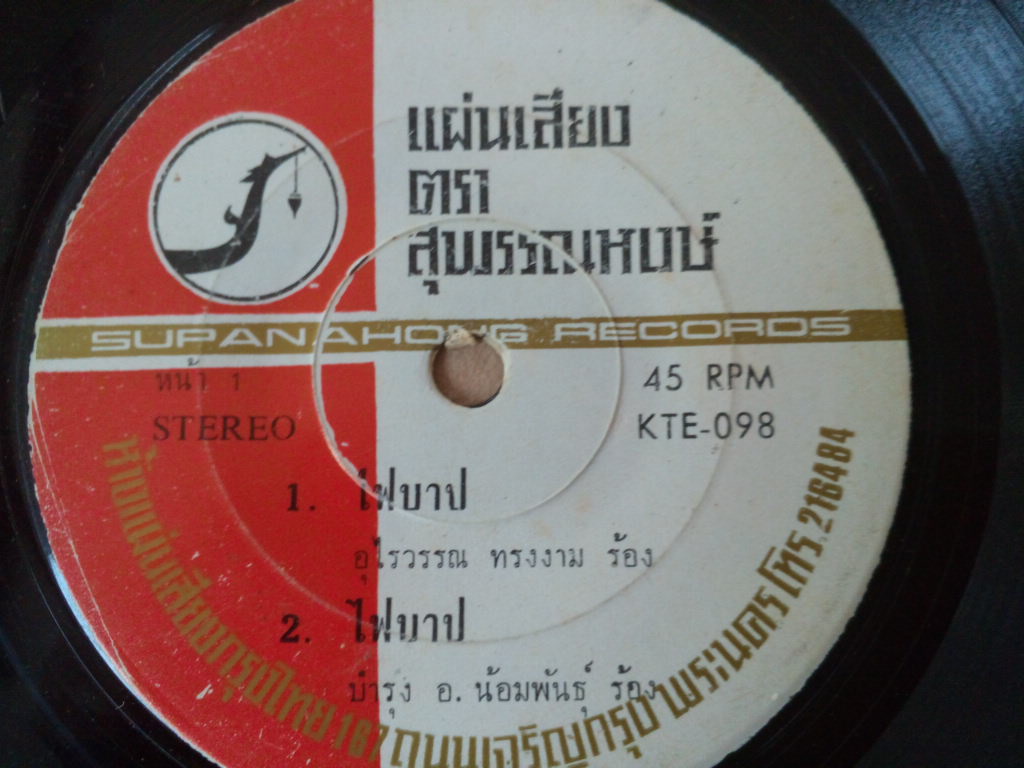 แผ่นเสียง
ตรา
สุพรรณหงษ์
SUPANAHONG RECORDS
หน้า 1
45 RPM
STEREO
KTE-098
1. ไฟบาป
อุไรวรรณ ทรงงาม ร้อง
2. ไฟบาป
บำรุง อ. น้อมพันธุ์ ร้อง
ห้างแผ่นเสียงกรุงไทย 167 ถนนเจริญกรุง พระนคร โทร. 216484